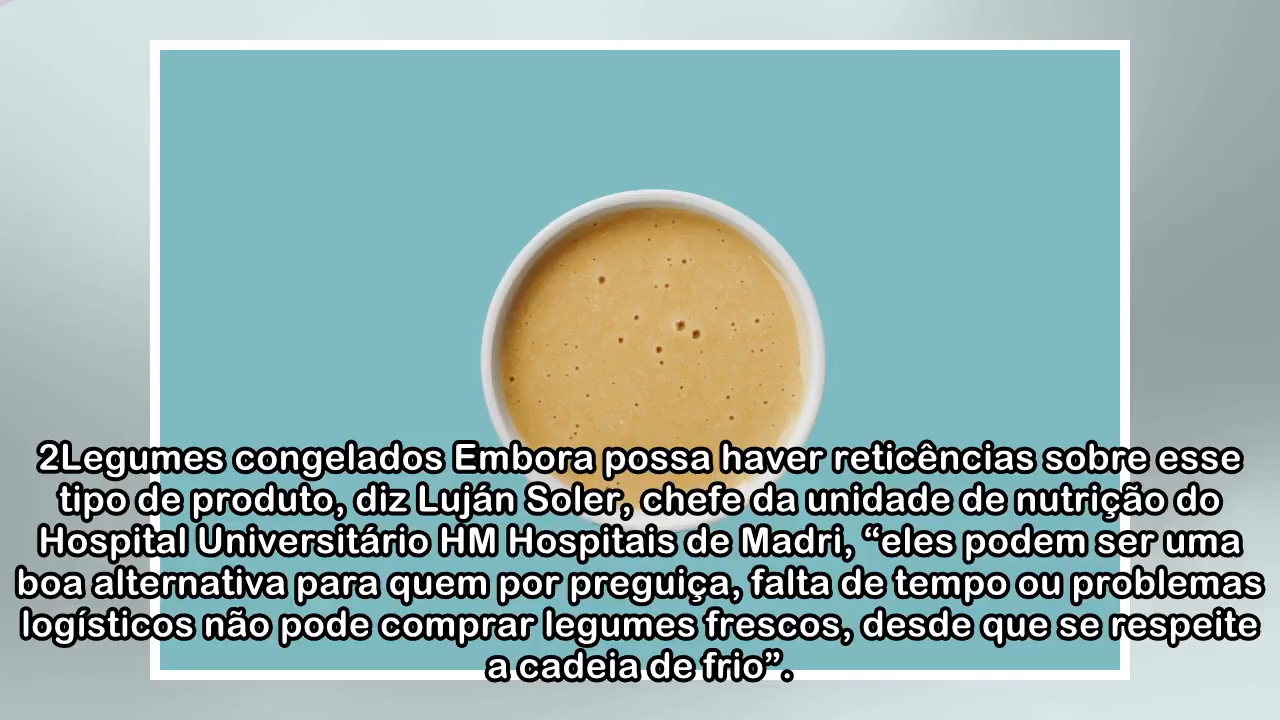 2Legumes congelados Embora possa haver reticências sobre esse
tipo de produto, diz Luján Soler, chefe da unidade de nutrição do
Hospital Universitário HM Hospitais de Madri, “eles podem ser uma
boa alternativa para quem por preguiça, falta de tempo ou problemas
logísticos não pode comprar legumes frescos, desde que se respeite
a cadeia de frio”.